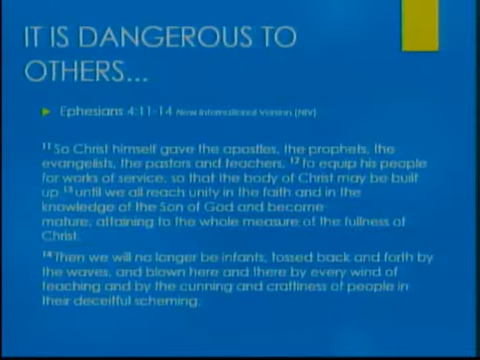 IT IS DANGEROUS TO
OTHERS...
Ephesians 4:11-14 New International Version (NIV)
11 So Christ himself gave the apostles, the prophets, the
evangelists, the pastors and teachers, 12 to equip his people
for works of service, so that the body of Christ may be built
up 13 until we all reach unity in the faith and in the
knowledge of the Son of God and become
mature, attaining to the whole measure of the fullness of
Christ.
14 Then we will no longer be infants, tossed back and forth by
the waves, and blown here and there by every wind of
teaching and by the cunning and craftiness of people in
their deceitful scheming.